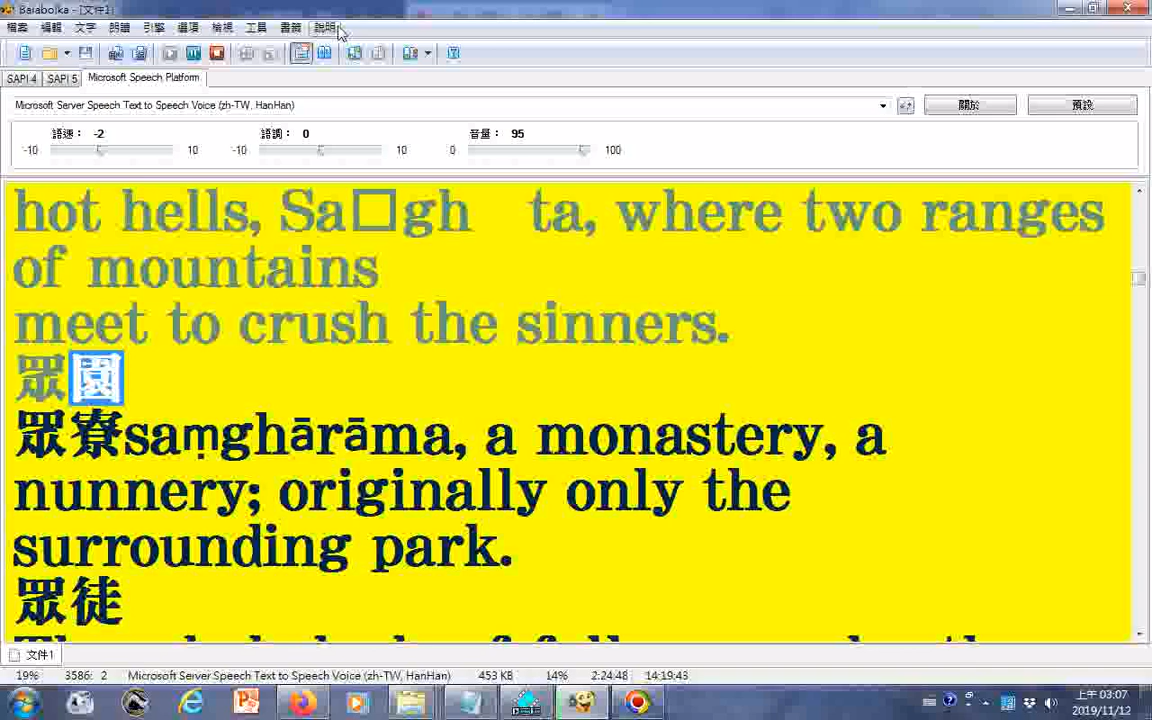 Balabolka - [文件1]
檔案 編輯 文字 朗讀 引擎 選項 檢視 工具 書籤 說明
SAPI 4 SAPI 5 Microsoft Speech Platform
Microsoft Server Speech Text to Speech Voice (zh-TW, HanHan) 關於 預設
語速： -2 語調： 0 音量： 95
-10 10 -10 10 0 100
hot hells, Sa□gh ta, where two ranges
of mountains
meet to crush the sinners.
眾園
眾寮saṃghārāma, a monastery, a
nunnery; originally only the
surrounding park.
眾徒
文件1
19% 3586: 2 Microsoft Server Speech Text to Speech Voice (zh-TW, HanHan) 453 KB 14% 2:24:48 14:19:43
上午 03:07
2019/11/12